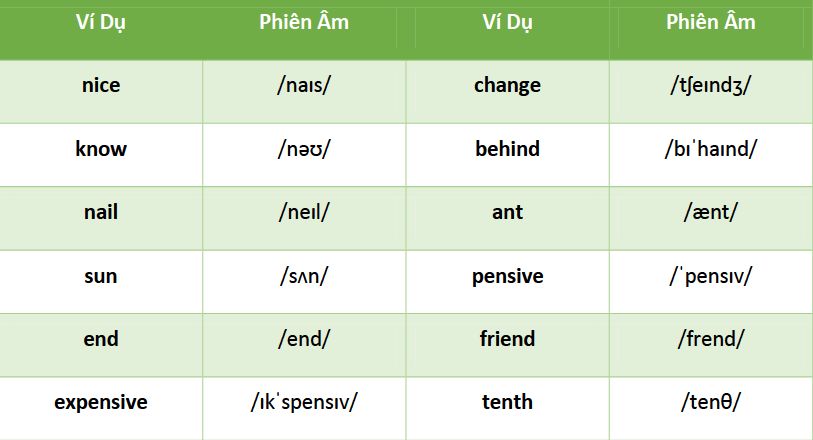 Ví Dụ Phiên Âm Ví Dụ Phiên Âm
nice /naɪs/ change /tʃeɪndʒ/
know /nəʊ/ behind /bɪˈhaɪnd/
nail /neɪl/ ant /ænt/
sun /sʌn/ pensive /ˈpensɪv/
end /end/ friend /frend/
expensive /ɪkˈspensɪv/ tenth /tenθ/